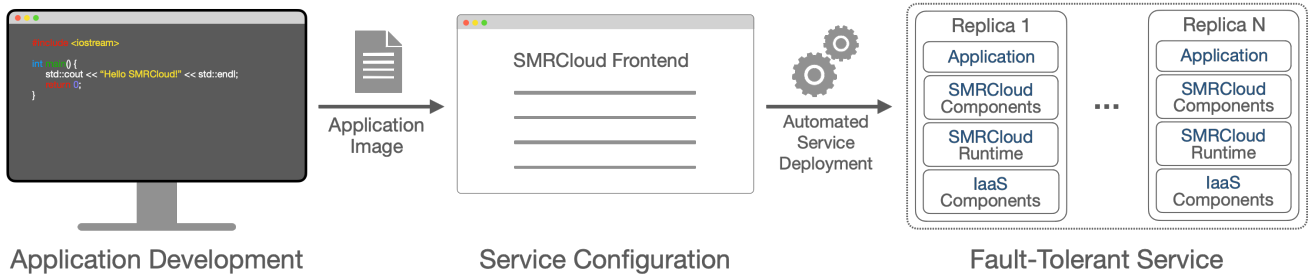 #include <iostream>
int main() {
std::cout << "Hello SMRCloud!" << std::endl;
return 0;
}
Application
Image
SMRCloud Frontend
Automated
Service
Deployment
Replica 1
Application
SMRCloud
Components
SMRCloud
Runtime
IaaS
Components
...
Replica N
Application
SMRCloud
Components
SMRCloud
Runtime
IaaS
Components
Application Development
Service Configuration
Fault-Tolerant Service